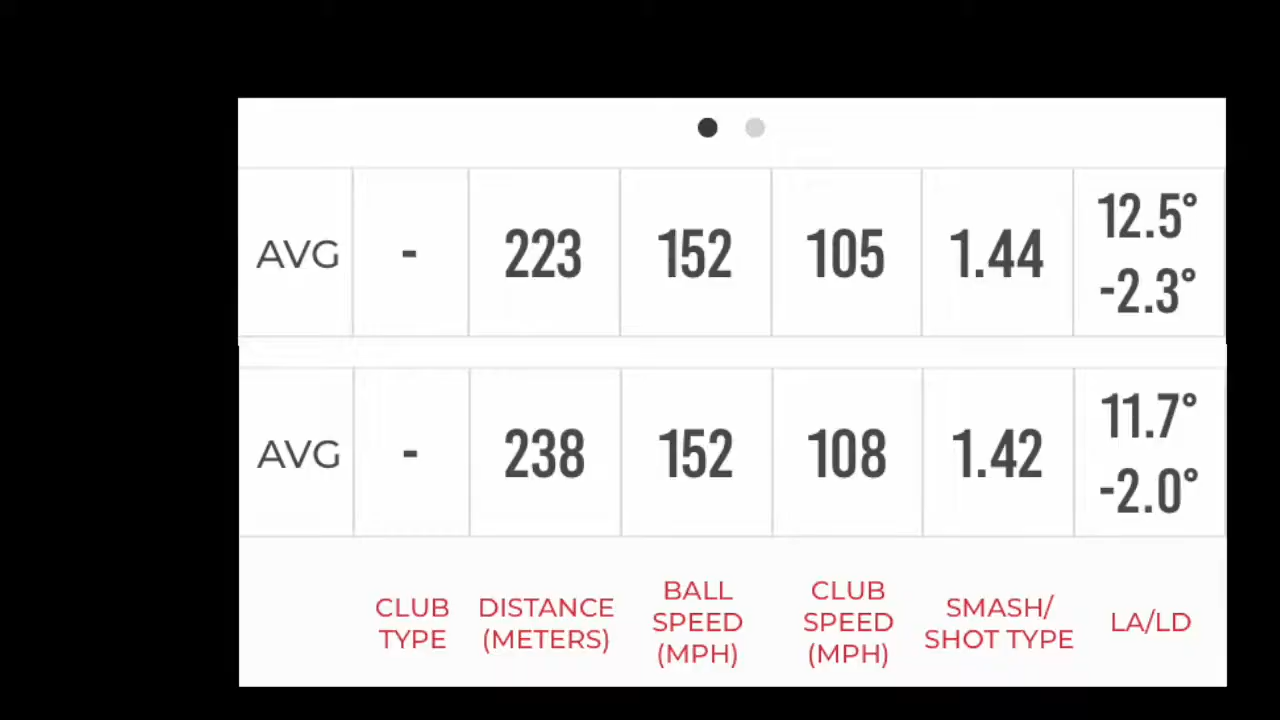 AVG - 223 152 105 1.44 12.5°
-2.3°
AVG - 238 152 108 1.42 11.7°
-2.0°
CLUB TYPE
DISTANCE (METERS)
BALL SPEED (MPH)
CLUB SPEED (MPH)
SMASH/ SHOT TYPE
LA/LD